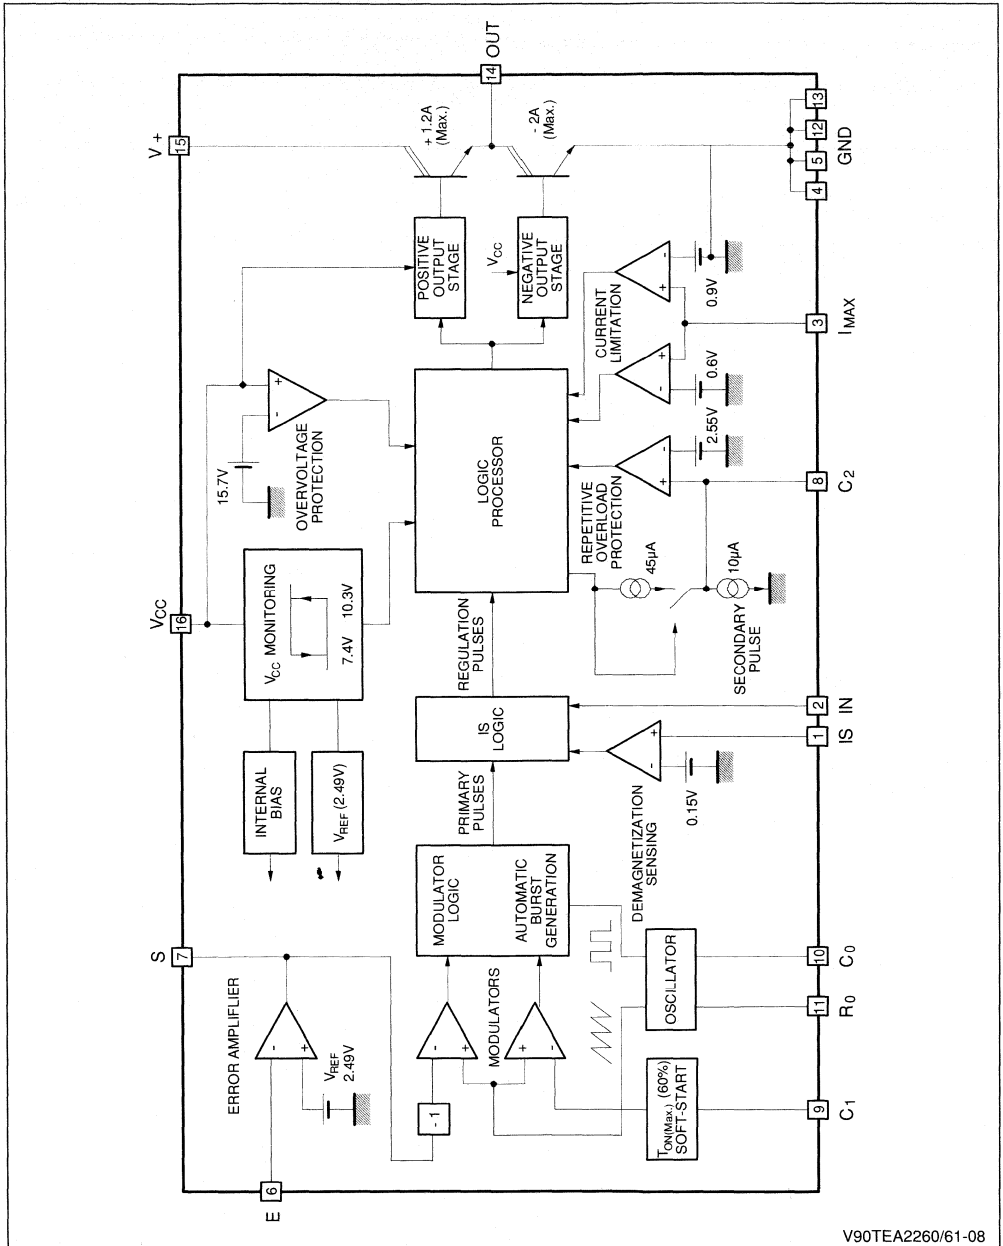 OUT
14
V+
15
+ 1.2A
(Max.)
- 2A
(Max.)
13
12
5
4
GND
POSITIVE
OUTPUT
STAGE
VCC
NEGATIVE
OUTPUT
STAGE
15.7V
-
+
OVERVOLTAGE
PROTECTION
LOGIC
PROCESSOR
CURRENT
LIMITATION
+
-
0.9V
3
IMAX
-
+
0.6V
+
-
2.55V
8
C2
REPETITIVE
OVERLOAD
PROTECTION
45µA
10µA
SECONDARY
PULSE
VCC
16
VCC MONITORING
7.4V 10.3V
INTERNAL
BIAS
VREF (2.49V)
REGULATION
PULSES
IS
LOGIC
PRIMARY
PULSES
2
IN
1
IS
-
+
0.15V
DEMAGNETIZATION
SENSING
MODULATOR
LOGIC
AUTOMATIC
BURST
GENERATION
S
7
ERROR AMPLIFIER
-
+
VREF
2.49V
MODULATORS
-
+
+
-
- 1
OSCILLATOR
10
C0
11
R0
TON(Max.) (60%)
SOFT-START
9
C1
E
6
V90TEA2260/61-08